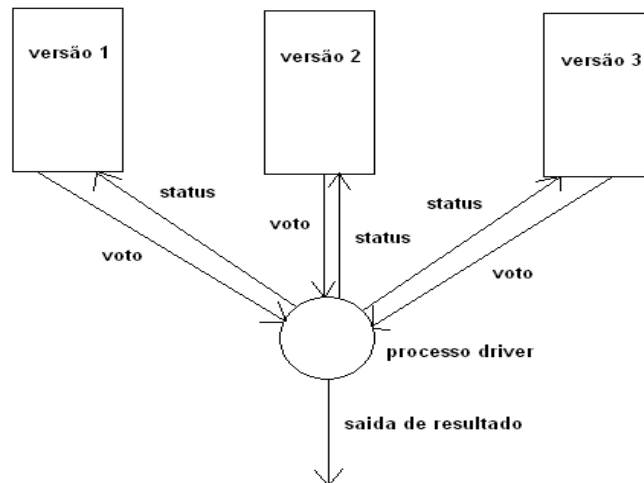 versão 1
versão 2
versão 3
status
status
voto
voto
status
voto
processo driver
saida de resultado